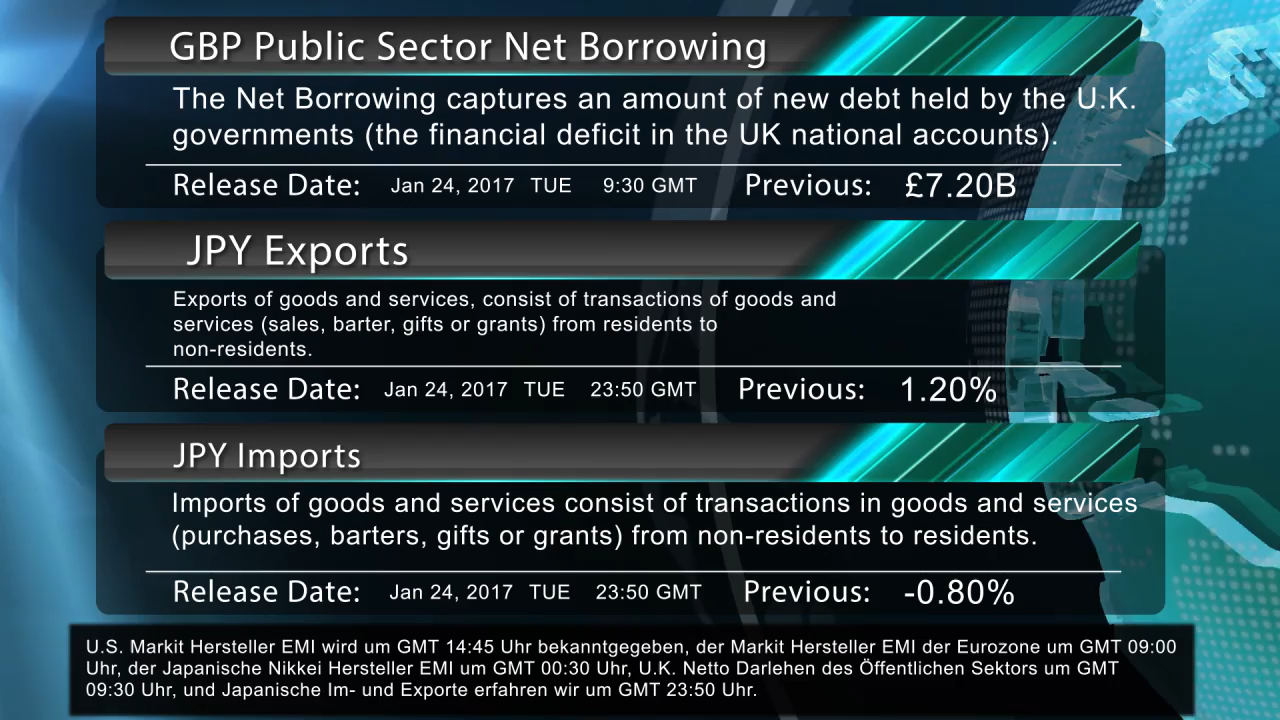 GBP Public Sector Net Borrowing
The Net Borrowing captures an amount of new debt held by the U.K.
governments (the financial deficit in the UK national accounts).
Release Date: Jan 24, 2017 TUE 9:30 GMT Previous: £7.20B
JPY Exports
Exports of goods and services, consist of transactions of goods and
services (sales, barter, gifts or grants) from residents to
non-residents.
Release Date: Jan 24, 2017 TUE 23:50 GMT Previous: 1.20%
JPY Imports
Imports of goods and services consist of transactions in goods and services
(purchases, barters, gifts or grants) from non-residents to residents.
Release Date: Jan 24, 2017 TUE 23:50 GMT Previous: -0.80%
U.S. Markit Hersteller EMI wird um GMT 14:45 Uhr bekanntgegeben, der Markit Hersteller EMI der Eurozone um GMT 09:00
Uhr, der Japanische Nikkei Hersteller EMI um GMT 00:30 Uhr, U.K. Netto Darlehen des Öffentlichen Sektors um GMT
09:30 Uhr, und Japanische Im- und Exporte erfahren wir um GMT 23:50 Uhr.